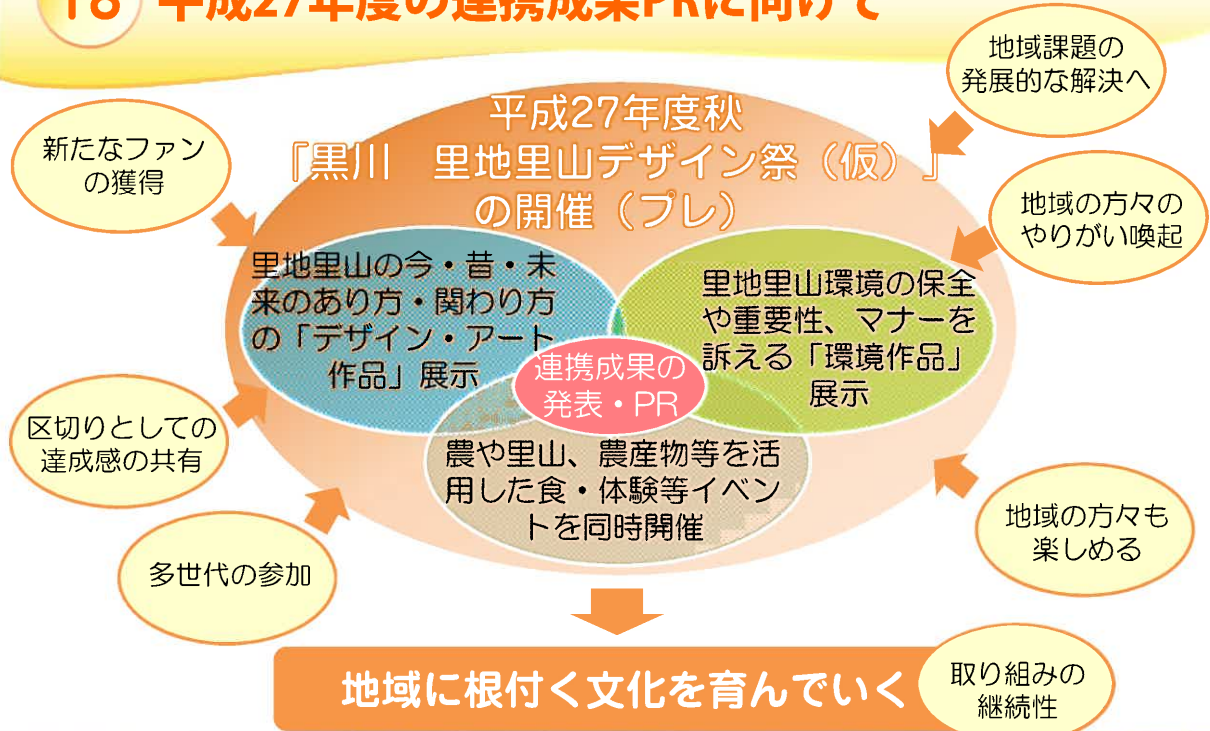 18 平成27年度の連携成果PRに向けて
地域課題の
発展的な解決へ
新たなファン
の獲得
平成27年度秋
『黒川　里地里山デザイン祭（仮）』
の開催（プレ）
地域の方々の
やりがい喚起
里地里山の今・昔・未
来のあり方・関わり方
の「デザイン・アート
作品」展示
里地里山環境の保全
や重要性、マナーを
訴える「環境作品」
展示
連携成果の
発表・PR
区切りとしての
達成感の共有
農や里山、農産物等を活
用した食・体験等イベン
トを同時開催
地域の方々も
楽しめる
多世代の参加
地域に根付く文化を育んでいく
取り組みの
継続性